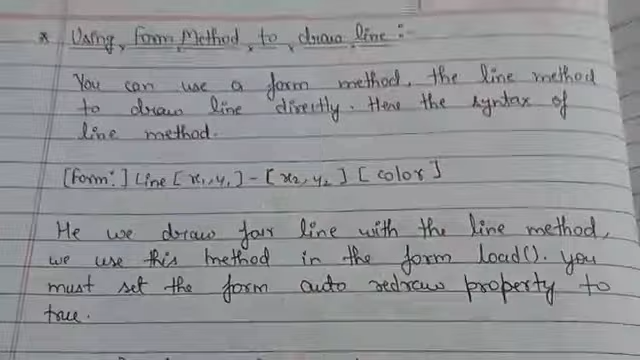 * Using form Method to draw line :-
You can use a form method, the line method
to draw line directly. Here the syntax of
line method.
[form:] Line [x1, y1] - [x2, y2] [color]
He we draw four line with the line method,
we use this method in the form load(). you
must set the form auto redraw property to
true.